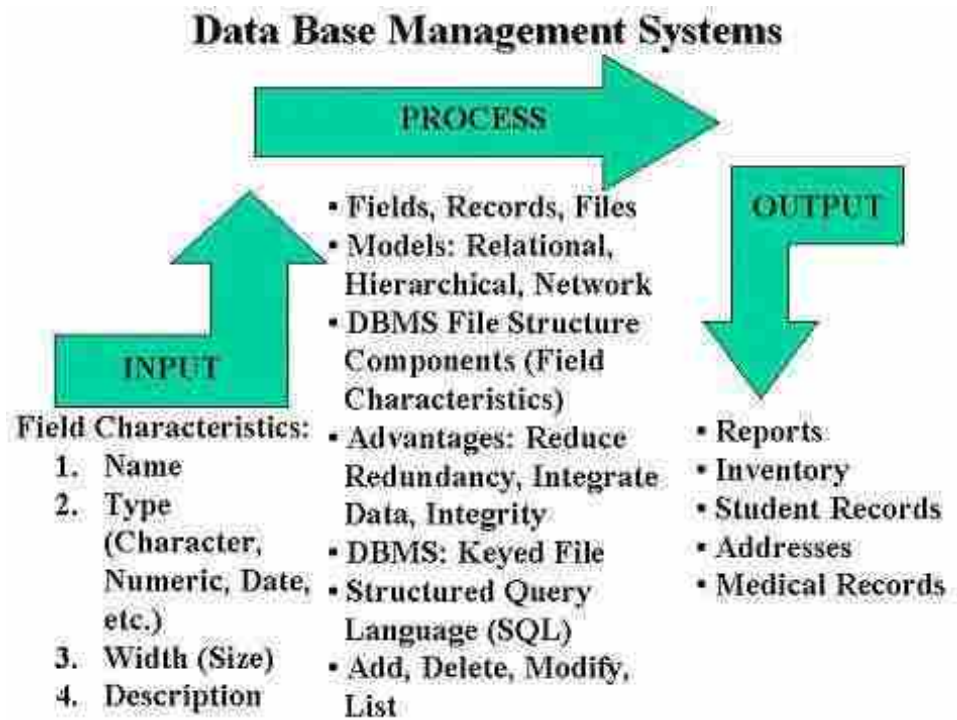 Data Base Management Systems
PROCESS
INPUT
Field Characteristics:
1. Name
2. Type
(Character,
Numeric, Date,
etc.)
3. Width (Size)
4. Description
• Fields, Records, Files
• Models: Relational,
Hierarchical, Network
• DBMS File Structure
Components (Field
Characteristics)
• Advantages: Reduce
Redundancy, Integrate
Data, Integrity
• DBMS: Keyed File
• Structured Query
Language (SQL)
• Add, Delete, Modify,
List
OUTPUT
• Reports
• Inventory
• Student Records
• Addresses
• Medical Records